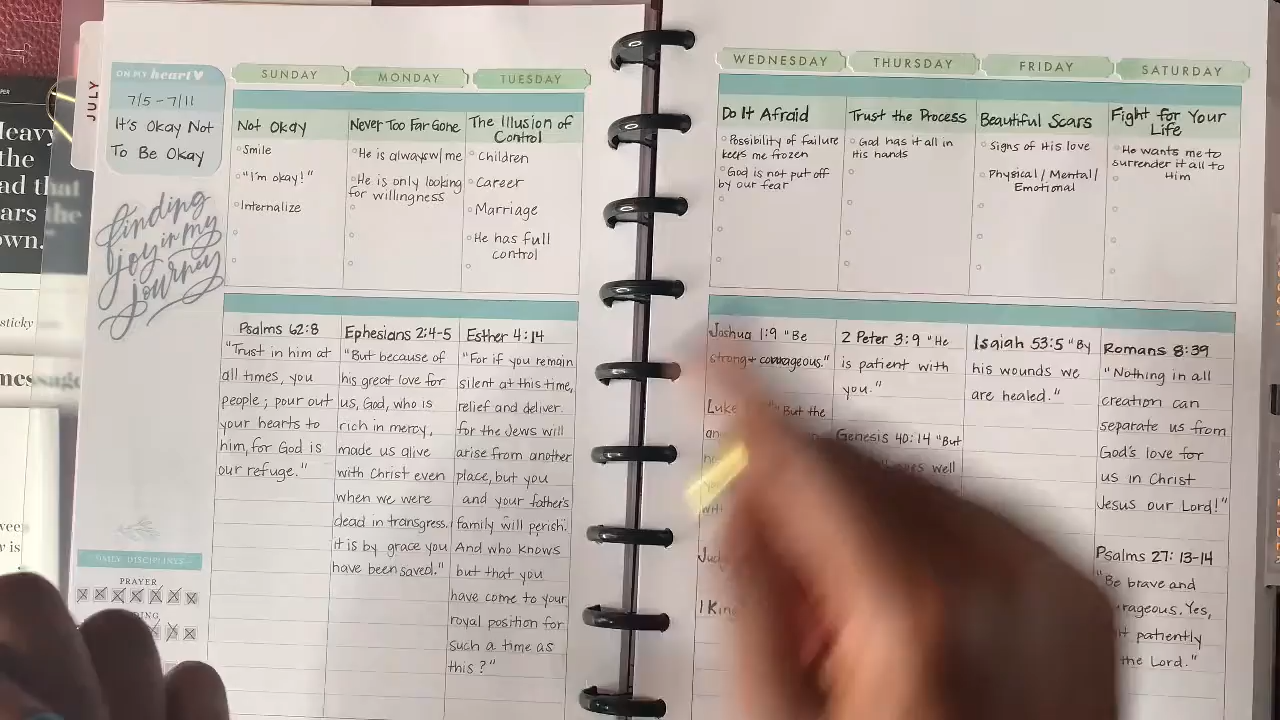 JULY
ON MY heart
7/5 - 7/11
It's Okay Not
To Be Okay
finding
joy in my
journey
DAILY DISCIPLINES
PRAYER
SUNDAY
Not Okay
Smile
"I'm okay!"
Internalize
Psalms 62:8
"Trust in him at
all times, you
people; pour out
your hearts to
him, for God is
our refuge."
MONDAY
Never Too Far Gone
He is always w/ me
He is only looking
for willingness
Ephesians 2:4-5
"But because of
his great love for
us, God, who is
rich in mercy,
made us alive
with Christ even
when we were
dead in transgress.
it is by grace you
have been saved."
TUESDAY
The Illusion of
Control
Children
Career
Marriage
He has full
control
Esther 4:14
"For if you remain
silent at this time,
relief and deliver.
for the Jews will
arise from another
place, but you
and your father's
family will perish.
And who knows
but that you
have come to your
royal position for
such a time as
this?"
WEDNESDAY
Do It Afraid
Possibility of failure
keeps me frozen
God is not put off
by our fear
Joshua 1:9 "Be
strong + courageous."
Luke
"But the
THURSDAY
Trust the Process
God has it all in
His hands
2 Peter 3:9 "He
is patient with
you."
Genesis 40:14 "But
well
FRIDAY
Beautiful Scars
Signs of His love
Physical / Mental /
Emotional
Isaiah 53:5 "By
his wounds we
are healed."
SATURDAY
Fight for Your
Life
He wants me to
surrender it all to
Him
Romans 8:39
"Nothing in all
creation can
separate us from
God's love for
us in Christ
Jesus our Lord!"
Psalms 27:13-14
"Be brave and
Yes,
patiently
the Lord."